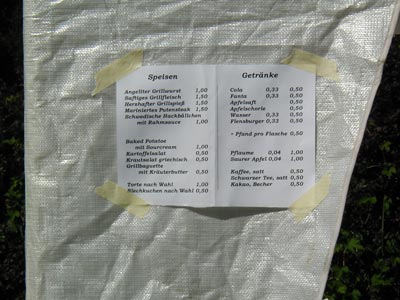 Speisen
Angeliter Grillwurst 1,00
Saftiges Grillfleisch 1,50
Herzhafter Grillspieß 1,50
Mariniertes Putensteak 1,50
Schwedische Hackbällchen
mit Rahmsauce 1,00
Baked Potatoe
mit Sourcream 1,00
Kartoffelsalat 0,50
Krautsalat griechisch 0,50
Grillbaguette
mit Kräuterbutter 0,50
Torte nach Wahl 1,00
Blechkuchen nach Wahl 0,50
Getränke
Cola 0,33 0,50
Fanta 0,33 0,50
Apfelsaft 0,50
Apfelschorle 0,50
Wasser 0,33 0,50
Flensburger 0,33 0,50
+ Pfand pro Flasche 0,50
Pflaume 0,04 1,00
Saurer Apfel 0,04 1,00
Kaffee, satt 0,50
Schwarzer Tee, satt 0,50
Kakao, Becher 0,50